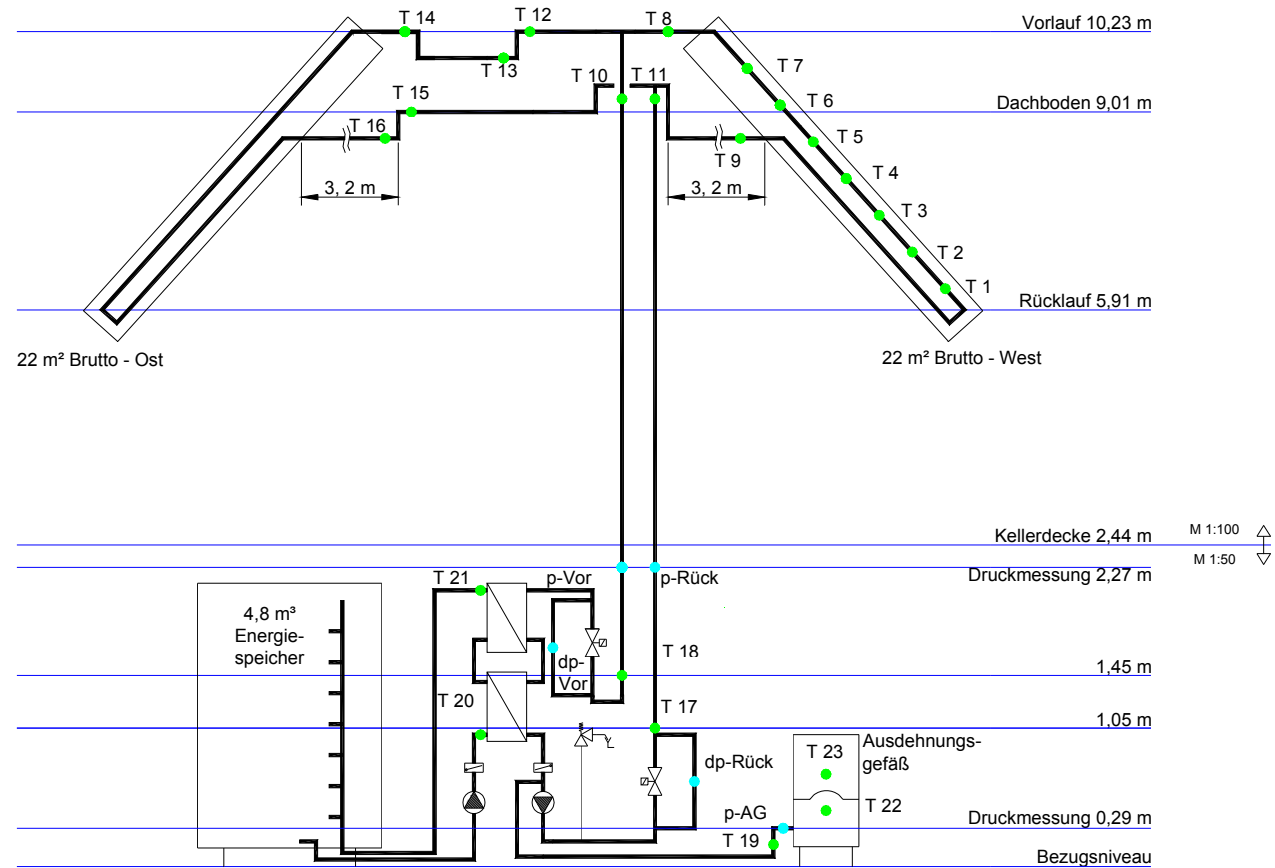 T 14
T 12
T 8
Vorlauf 10,23 m
T 13
T 7
T 10
T 11
T 15
T 6
Dachboden 9,01 m
T 16
T 5
T 9
3, 2 m
3, 2 m
T 4
T 3
T 2
T 1
Rücklauf 5,91 m
22 m² Brutto - Ost
22 m² Brutto - West
Kellerdecke 2,44 m
M 1:100
M 1:50
T 21
p-Vor
p-Rück
Druckmessung 2,27 m
4,8 m³
Energie-
speicher
T 18
dp-
Vor
1,45 m
T 20
T 17
1,05 m
Ausdehnungs-
gefäß
T 23
dp-Rück
T 22
p-AG
Druckmessung 0,29 m
T 19
Bezugsniveau